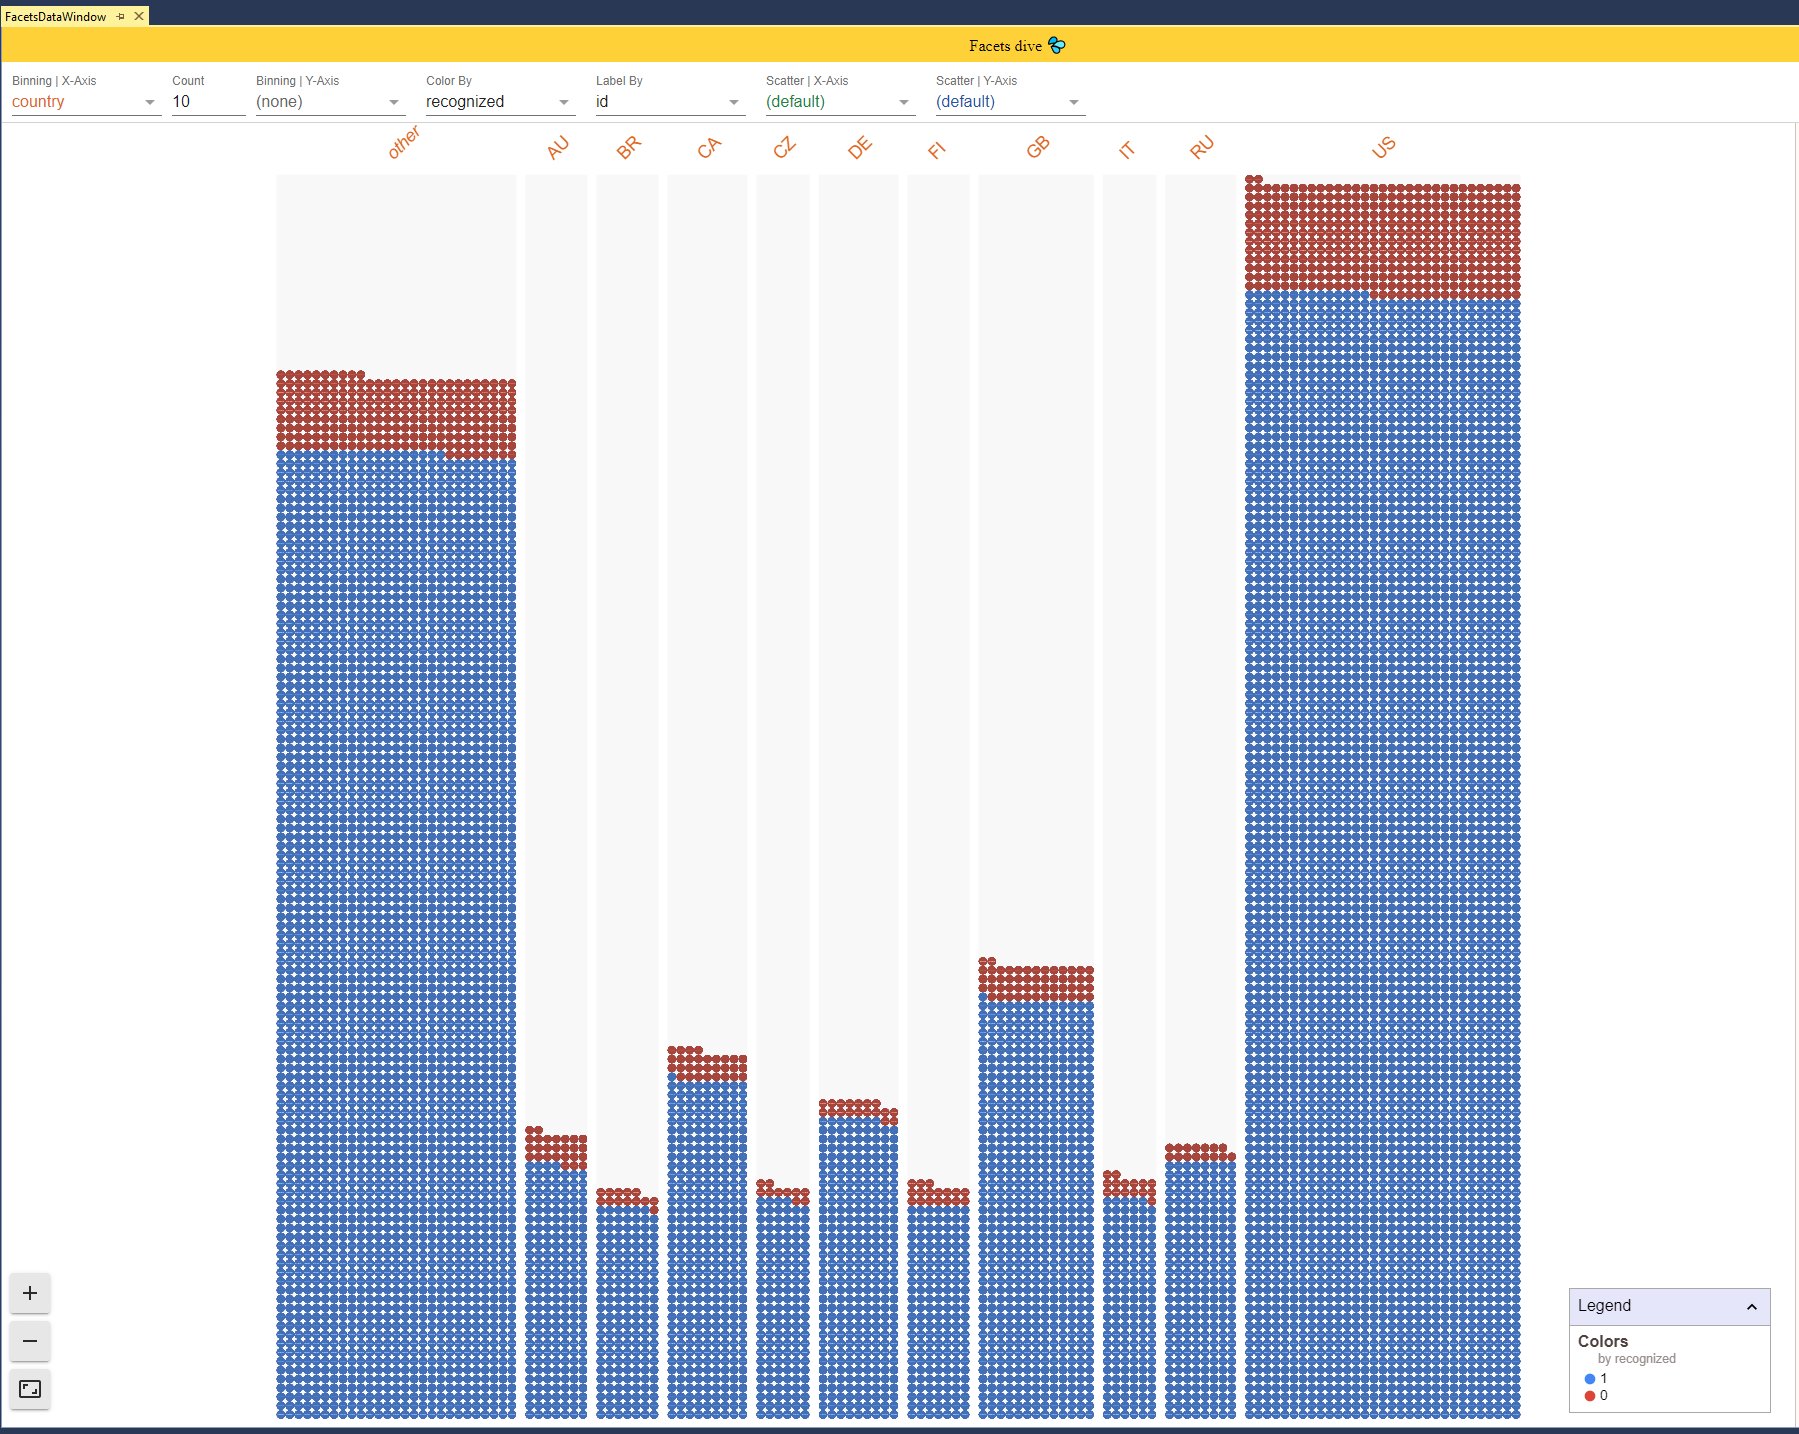 FacetsDataWindow
Facets dive
Binning | X-Axis Count Binning | Y-Axis Color By Label By Scatter | X-Axis Scatter | Y-Axis
country 10 (none) recognized id (default) (default)
other AU BR CA CZ DE FI GB IT RU US
Legend
Colors
by recognized
1
0